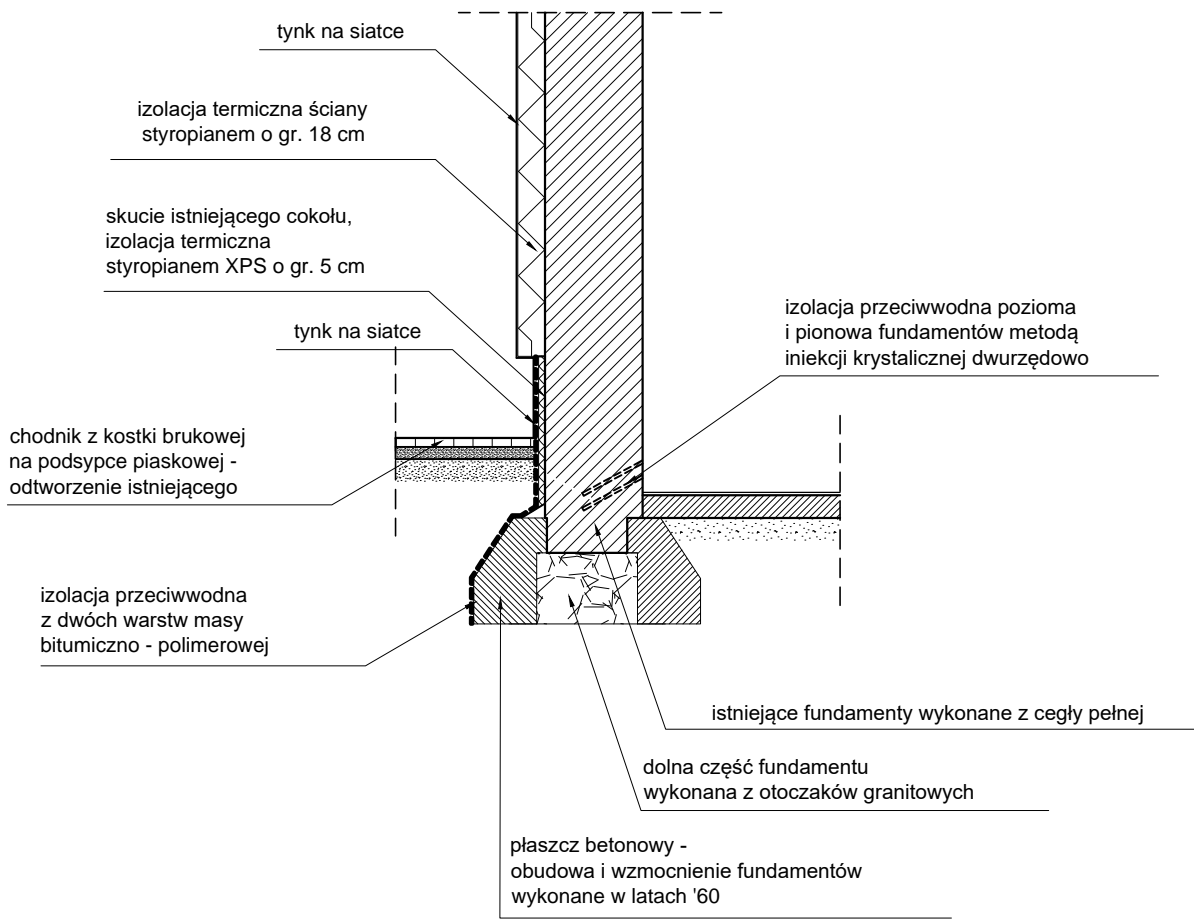 tynk na siatce
izolacja termiczna ściany
styropianem o gr. 18 cm
skucie istniejącego cokołu,
izolacja termiczna
styropianem XPS o gr. 5 cm
tynk na siatce
izolacja przeciwwodna pozioma
i pionowa fundamentów metodą
iniekcji krystalicznej dwurzędowo
chodnik z kostki brukowej
na podsypce piaskowej -
odtworzenie istniejącego
izolacja przeciwwodna
z dwóch warstw masy
bitumiczno - polimerowej
istniejące fundamenty wykonane z cegły pełnej
dolna część fundamentu
wykonana z otoczaków granitowych
płaszcz betonowy -
obudowa i wzmocnienie fundamentów
wykonane w latach '60